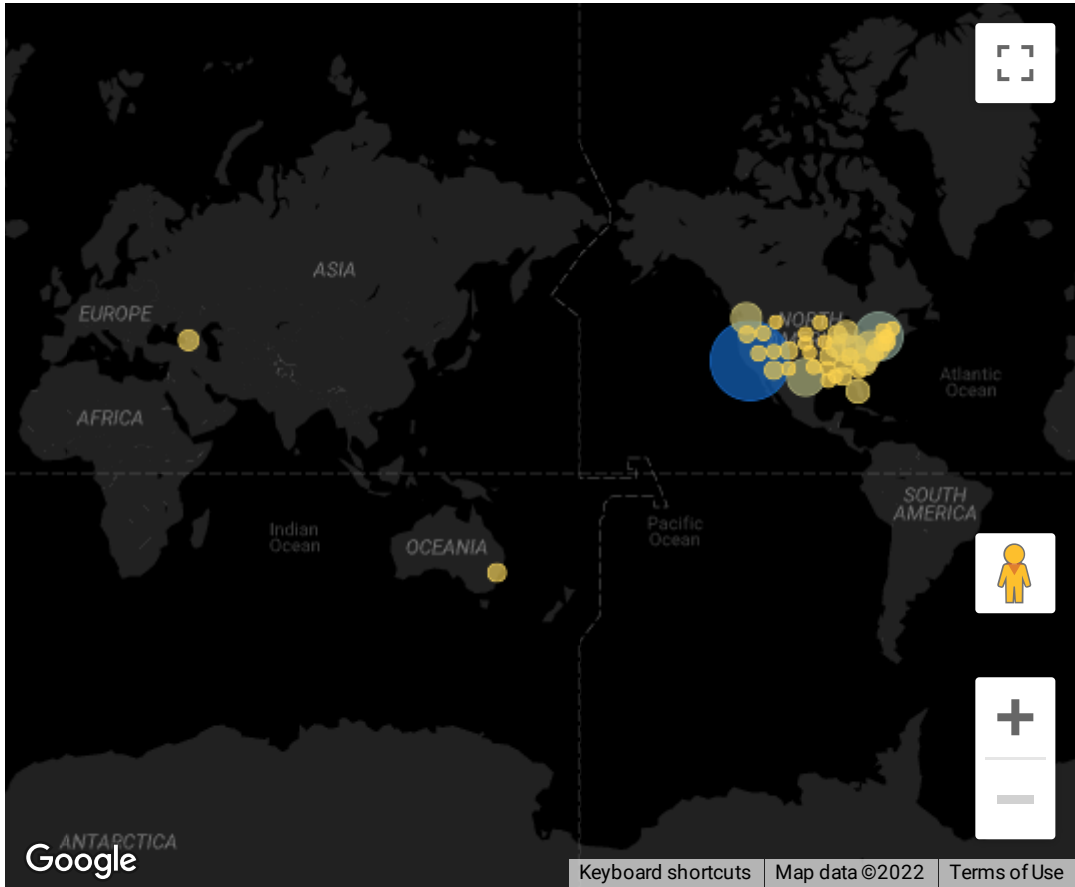 ASIA
EUROPE
NORTH
AFRICA
Atlantic
Ocean
SOUTH
AMERICA
Indian
Ocean
OCEANIA
Pacific
Ocean
ANTARCTICA
Google
Keyboard shortcuts
Map data ©2022
Terms of Use